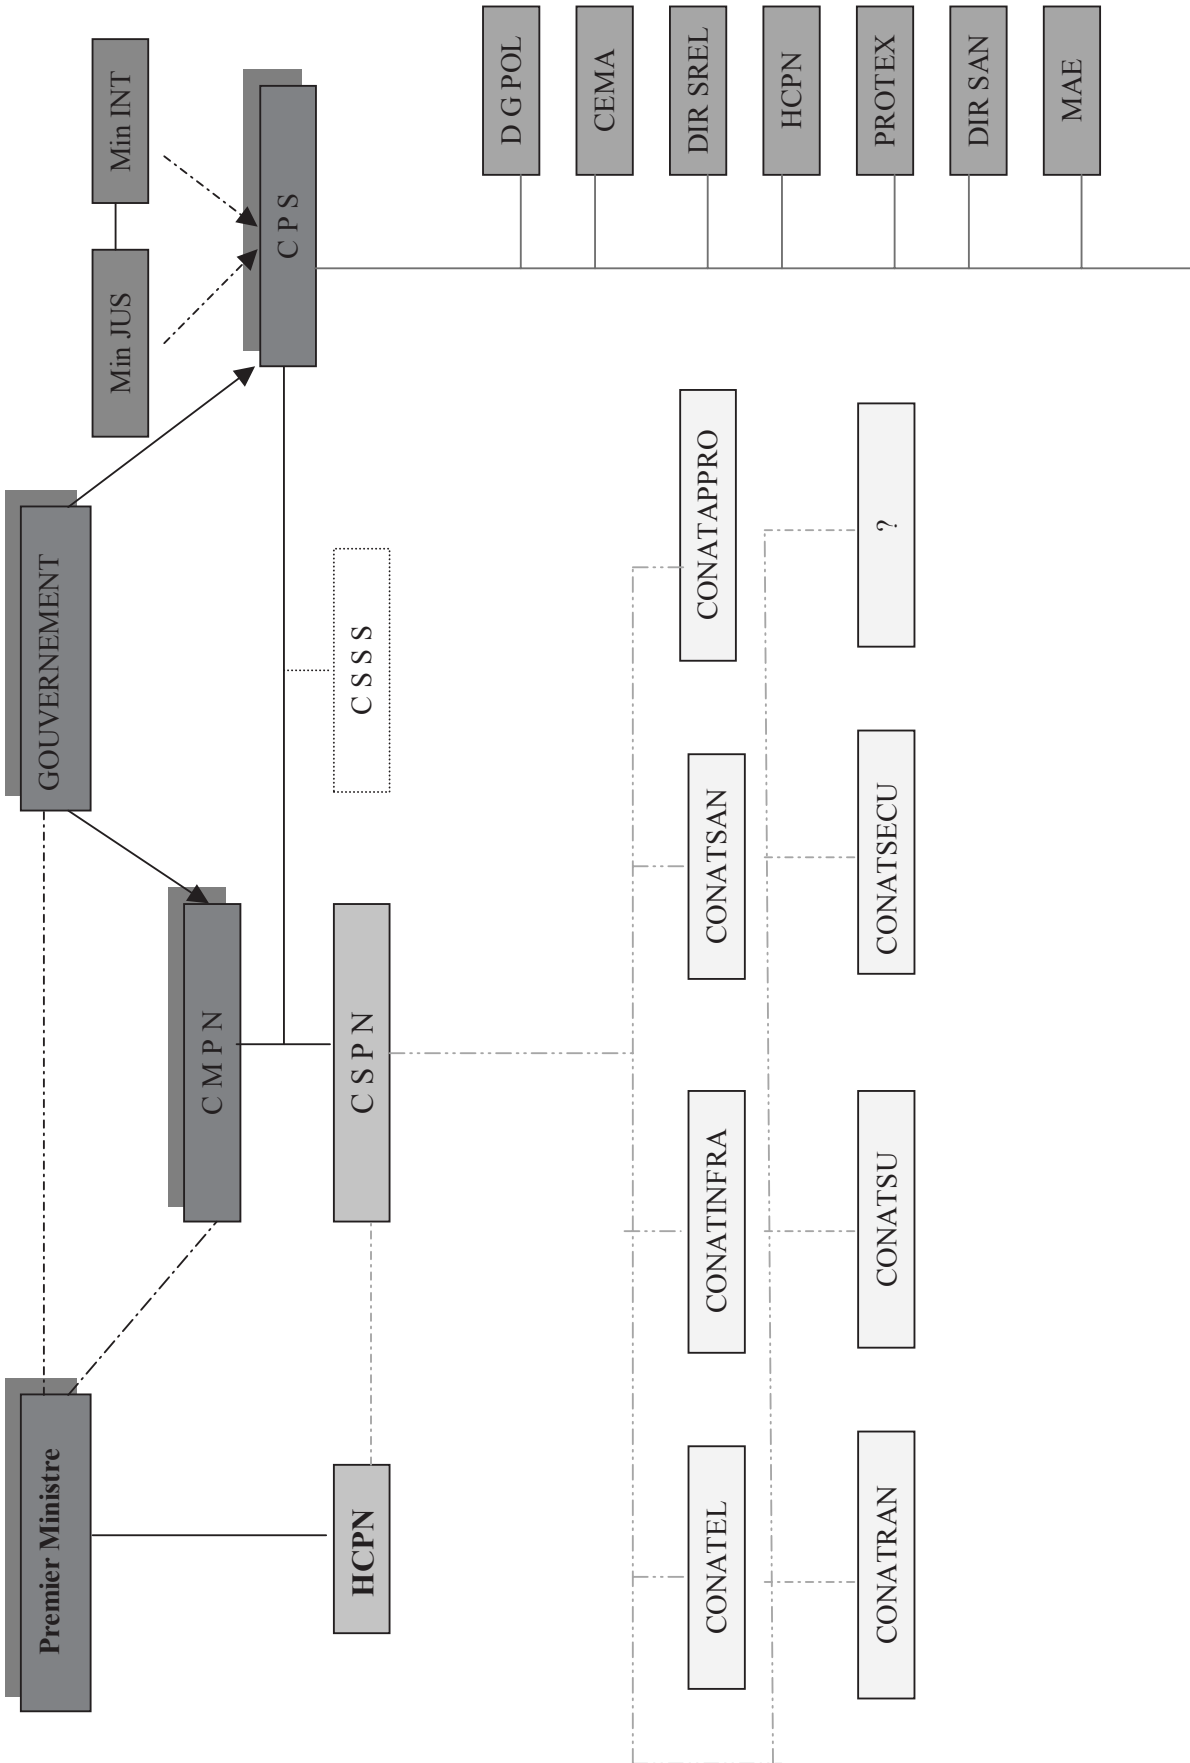 Premier Ministre
GOUVERNEMENT
Min JUS
Min INT
C M P N
C P S
HCPN
C S P N
C S S S
D G POL
CEMA
DIR SREL
HCPN
PROTEX
DIR SAN
MAE
CONATEL
CONATINFRA
CONATSAN
CONATAPPRO
CONATRAN
CONATSU
CONATSECU
?